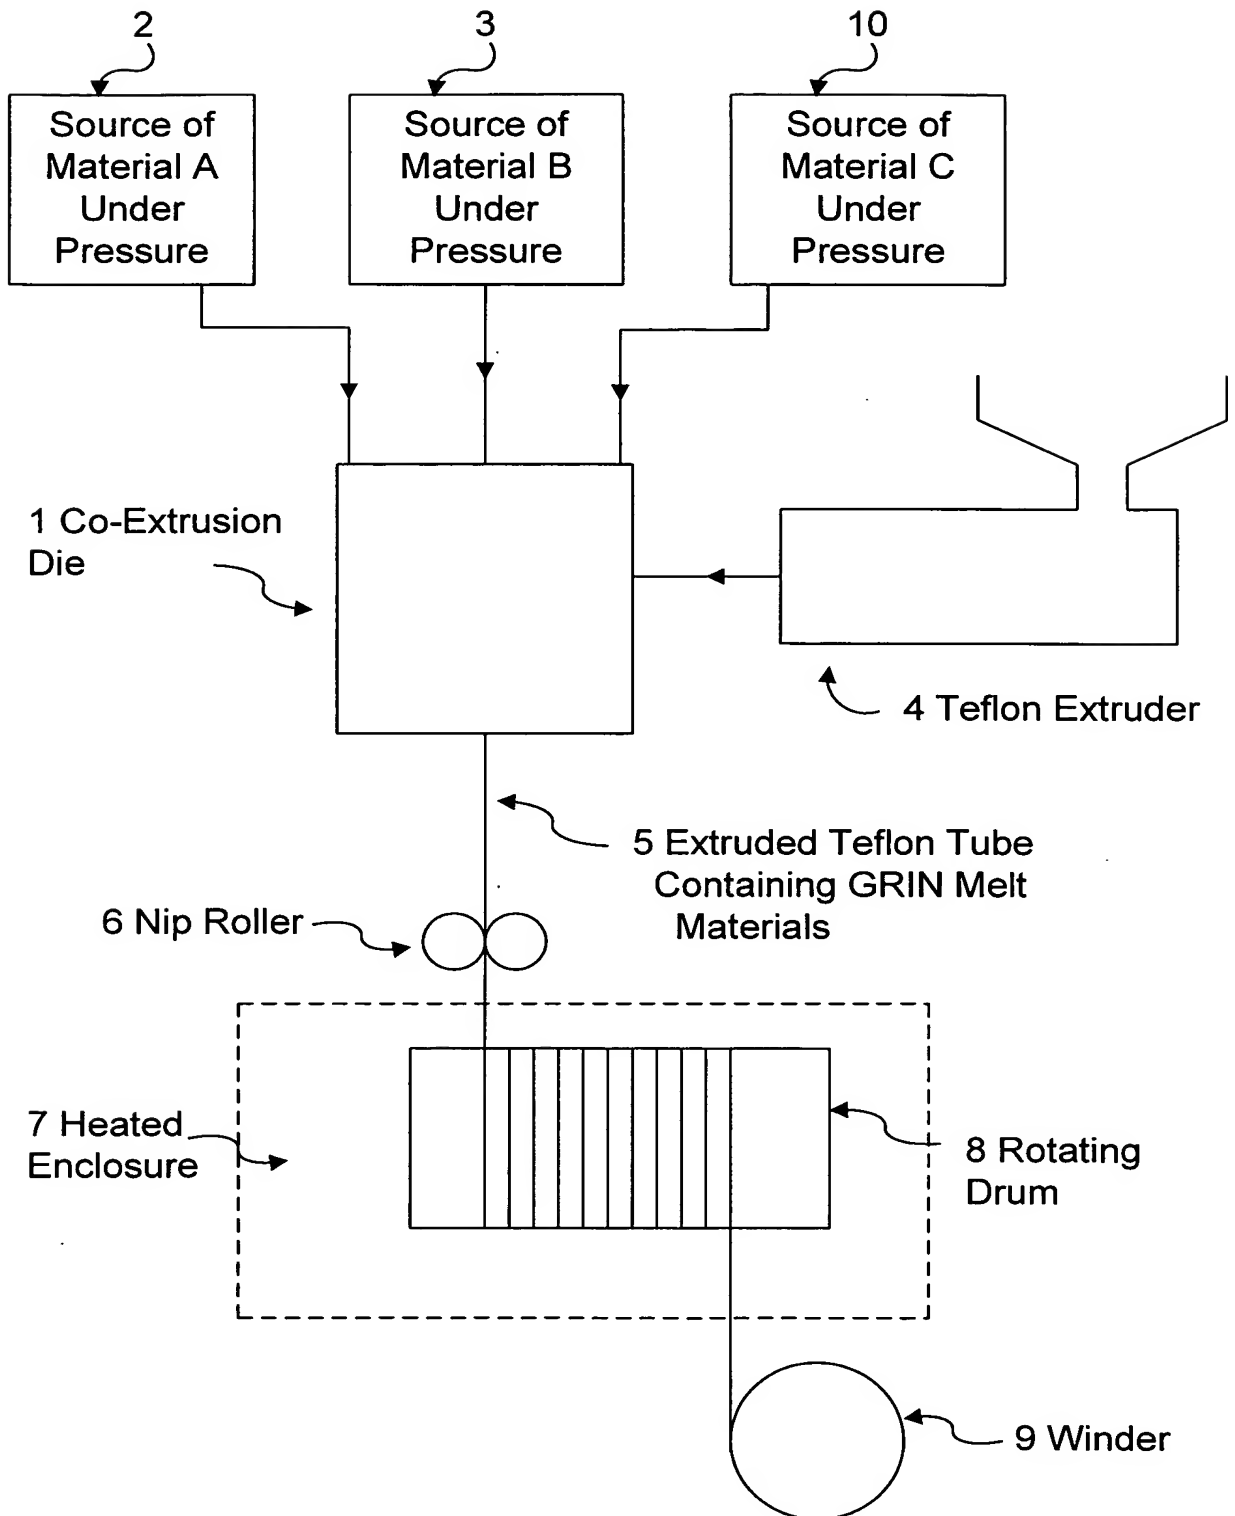 2
3
10
Source of
Material A
Under
Pressure
Source of
Material B
Under
Pressure
Source of
Material C
Under
Pressure
1 Co-Extrusion
Die
4 Teflon Extruder
5 Extruded Teflon Tube
Containing GRIN Melt
Materials
6 Nip Roller
7 Heated
Enclosure
8 Rotating
Drum
9 Winder